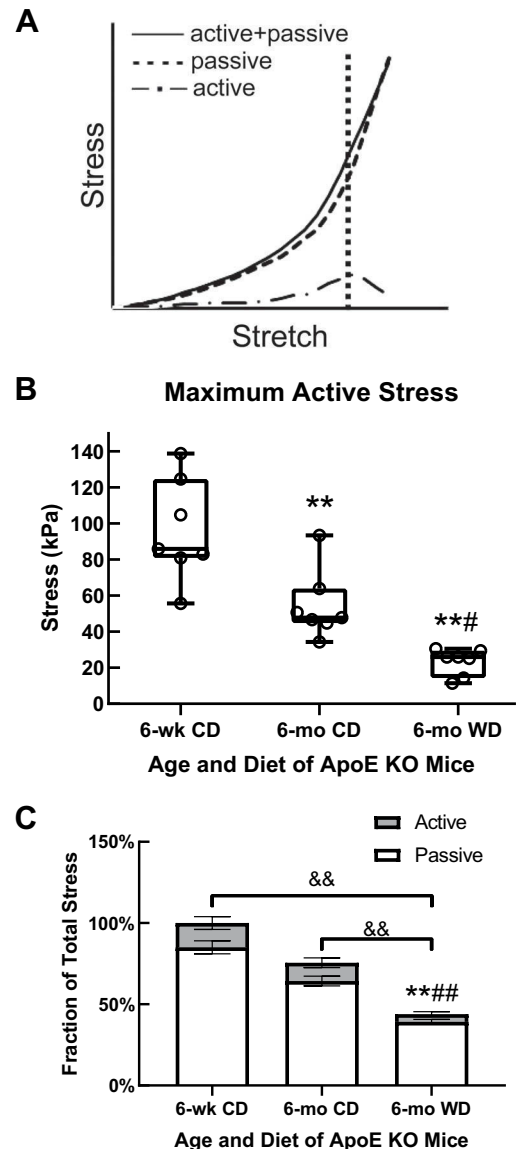 A
active+passive
passive
active
Stress
Stretch
B
Maximum Active Stress
140
120
100
80
60
40
20
0
Stress (kPa)
**
**#
6-wk CD 6-mo CD 6-mo WD
Age and Diet of ApoE KO Mice
C
Active
Passive
150%
100%
50%
0%
Fraction of Total Stress
&&
&&
**##
6-wk CD 6-mo CD 6-mo WD
Age and Diet of ApoE KO Mice